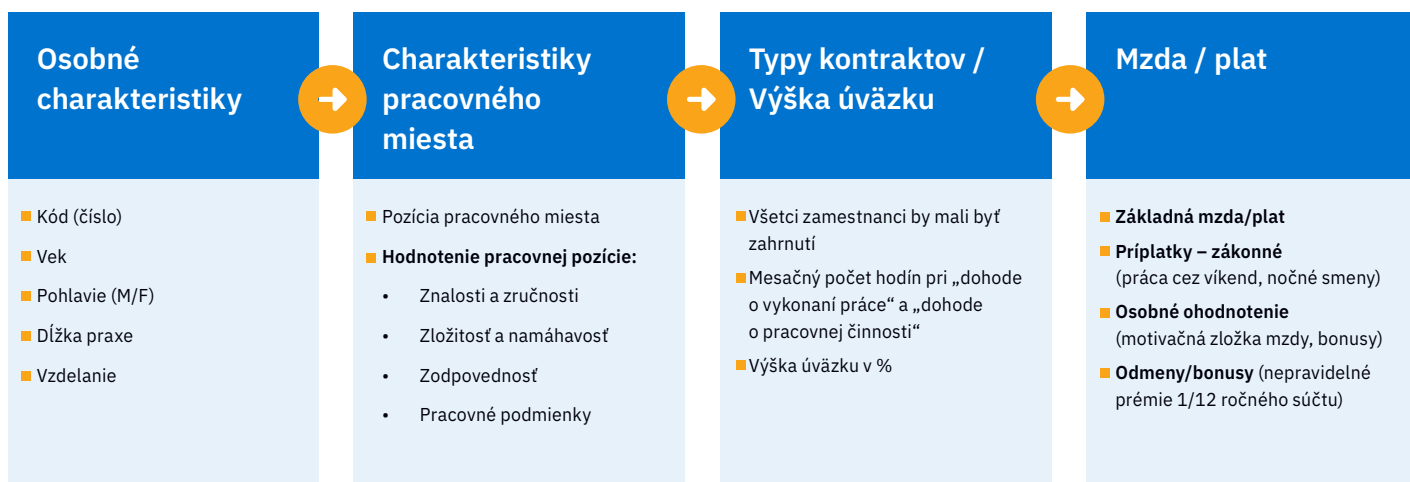 Osobné
charakteristiky
Kód (číslo)
Vek
Pohlavie (M/F)
Dĺžka praxe
Vzdelanie
Charakteristiky
pracovného
miesta
Pozícia pracovného miesta
Hodnotenie pracovnej pozície:
• Znalosti a zručnosti
• Zložitosť a namáhavosť
• Zodpovednosť
• Pracovné podmienky
Typy kontraktov /
Výška úväzku
Všetci zamestnanci by mali byť
zahrnutí
Mesačný počet hodín pri „dohode
o vykonaní práce“ a „dohode
o pracovnej činnosti“
Výška úväzku v %
Mzda / plat
Základná mzda/plat
Príplatky – zákonné
(práca cez víkend, nočné smeny)
Osobné ohodnotenie
(motivačná zložka mzdy, bonusy)
Odmeny/bonusy (nepravidelné
prémie 1/12 ročného súčtu)